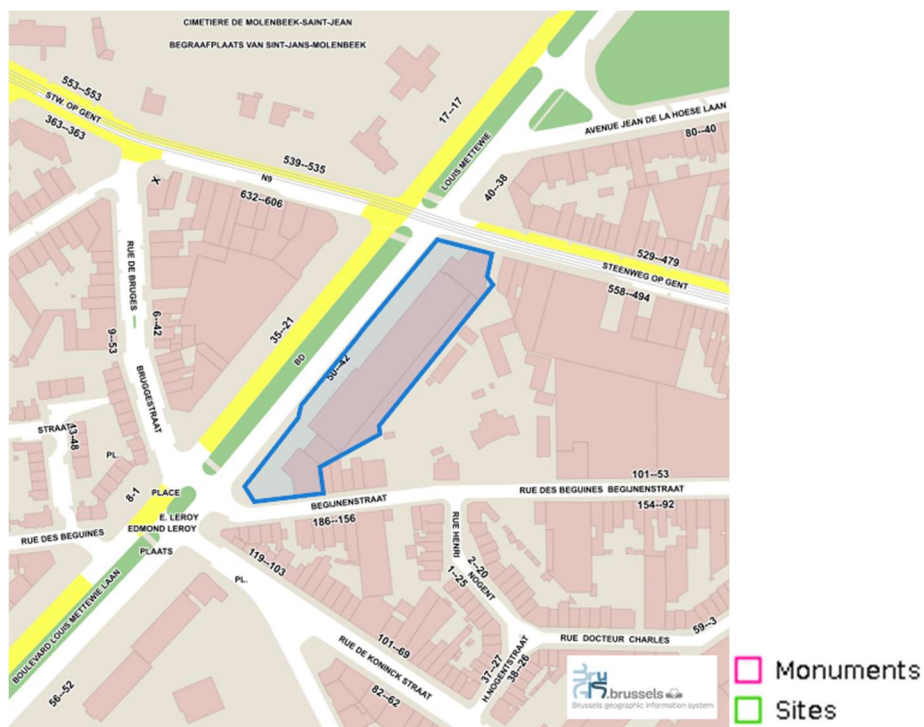 CIMETIERE DE MOLENBEEK-SAINT-JEAN
BEGRAAFPLAATS VAN SINT-JANS-MOLENBEEK
553--553
STW. OP GENT
363--363
17--17
LOUIS METTEWIE
AVENUE JEAN DE LA HOESE LAAN
80--40
539--535
N9
632--606
40--38
529--479
STEENWEG OP GENT
558--494
RUE DE BRUGES
6--42
9--53
BRUGGESTRAAT
35--21
BD
50--42
STRAAT
43-48
PL.
8-1
PLACE
E. LEROY
EDMOND LEROY
PLAATS
RUE DES BEGUINES
BEGIJNENSTRAAT
186--156
101--53
RUE DES BEGUINES BEGIJNENSTRAAT
154--92
119--103
PL.
RUE HENRI
NOGENT
2--20
1--25
BOULEVARD LOUIS METTEWIE LAAN
56--52
101--69
RUE DE KONINCK STRAAT
82--62
37--27
H.NOGENTSTRAAT
38--26
RUE DOCTEUR CHARLES
59--3
.brussels
Brussels geographic information system
Monuments
Sites